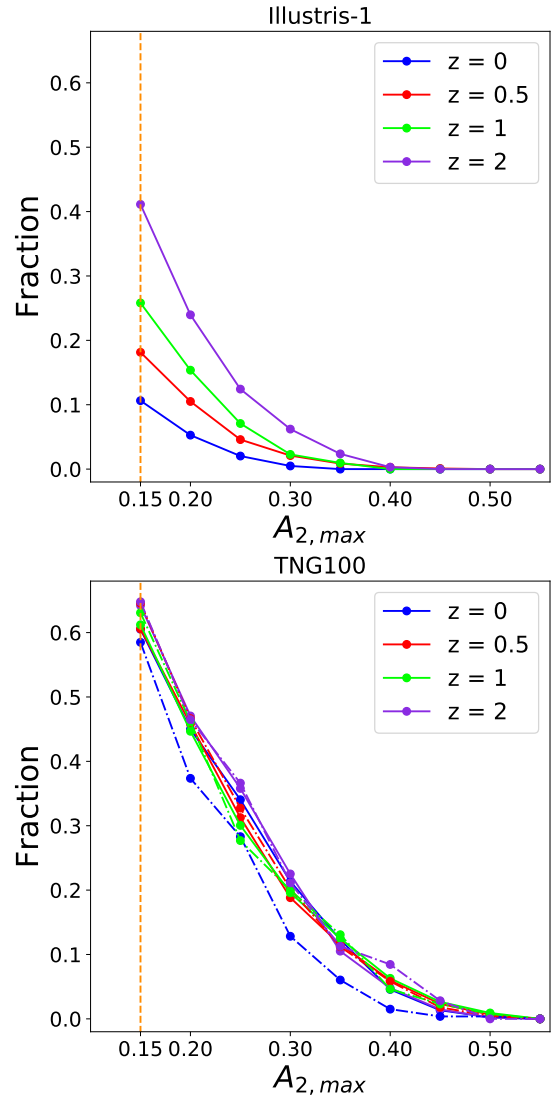 Illustris-1
z = 0
z = 0.5
z = 1
z = 2
0.6
0.5
0.4
0.3
0.2
0.1
0.0
Fraction
0.15 0.20 0.30 0.40 0.50
A2, max
TNG100
z = 0
z = 0.5
z = 1
z = 2
0.6
0.5
0.4
0.3
0.2
0.1
0.0
Fraction
0.15 0.20 0.30 0.40 0.50
A2, max